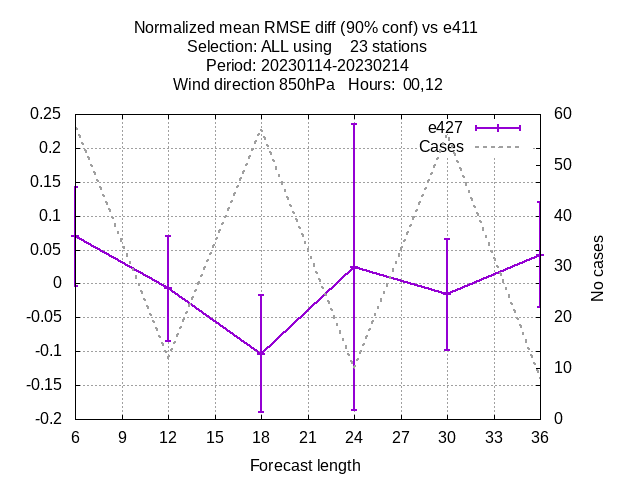 Normalized mean RMSE diff (90% conf) vs e411
Selection: ALL using    23 stations
Period: 20230114-20230214
Wind direction 850hPa   Hours:  00,12
0.25
0.2
0.15
0.1
0.05
0
-0.05
-0.1
-0.15
-0.2
e427
Cases
60
50
40
30
20
10
0
No cases
6 9 12 15 18 21 24 27 30 33 36
Forecast length